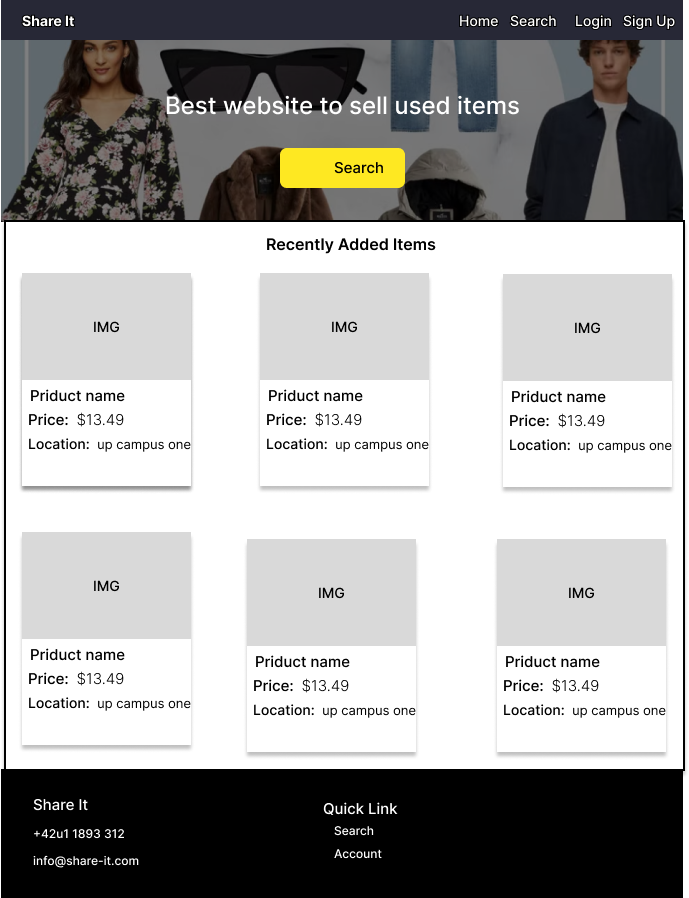 Share It
Home Search Login Sign Up
Best website to sell used items
Search
Recently Added Items
IMG
Priduct name
Price: $13.49
Location: up campus one
IMG
Priduct name
Price: $13.49
Location: up campus one
IMG
Priduct name
Price: $13.49
Location: up campus one
IMG
Priduct name
Price: $13.49
Location: up campus one
IMG
Priduct name
Price: $13.49
Location: up campus one
IMG
Priduct name
Price: $13.49
Location: up campus one
Share It
+42u1 1893 312
info@share-it.com
Quick Link
Search
Account